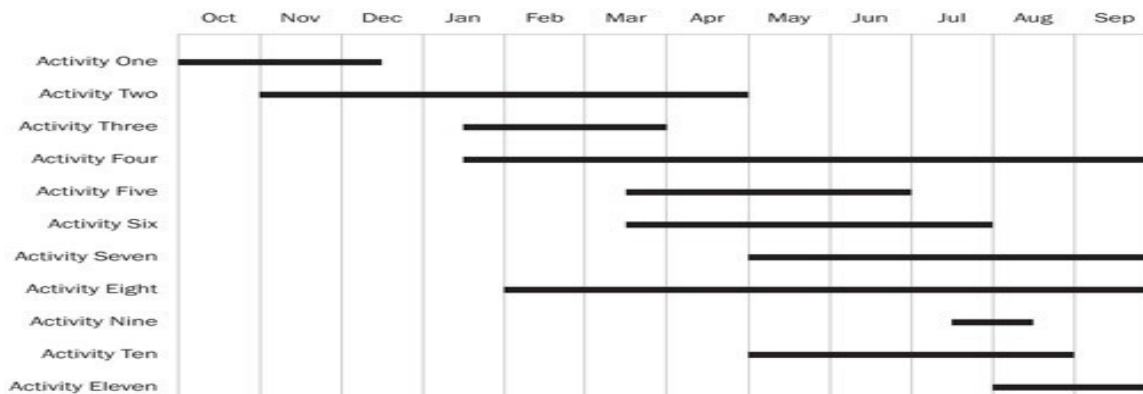 Oct Nov Dec Jan Feb Mar Apr May Jun Jul Aug Sep
Activity One
Activity Two
Activity Three
Activity Four
Activity Five
Activity Six
Activity Seven
Activity Eight
Activity Nine
Activity Ten
Activity Eleven